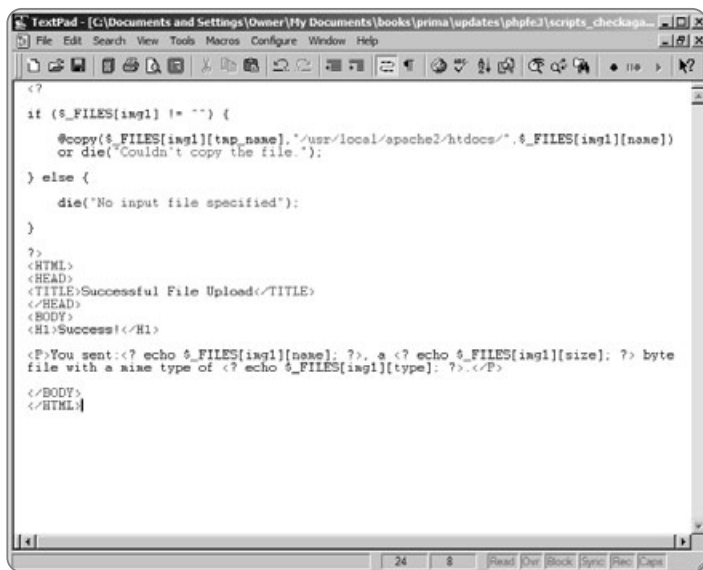 TextPad - [C:\Documents and Settings\Owner\My Documents\books\prima\updates\phpfe3\scripts_checkaga...
File Edit Search View Tools Macros Configure Window Help
<?
if ($_FILES[img1] != "") {
@copy($_FILES[img1][tmp_name],"/usr/local/apache2/htdocs/".$_FILES[img1][name])
or die("Couldn't copy the file.");
} else {
die("No input file specified");
}
?>
<HTML>
<HEAD>
<TITLE>Successful File Upload</TITLE>
</HEAD>
<BODY>
<H1>Success!</H1>
<P>You sent:<? echo $_FILES[img1][name]; ?>, a <? echo $_FILES[img1][size]; ?> byte
file with a mime type of <? echo $_FILES[img1][type]; ?>.</P>
</BODY>
</HTML>
24 8 Read Ovr Block Sync Rec Caps